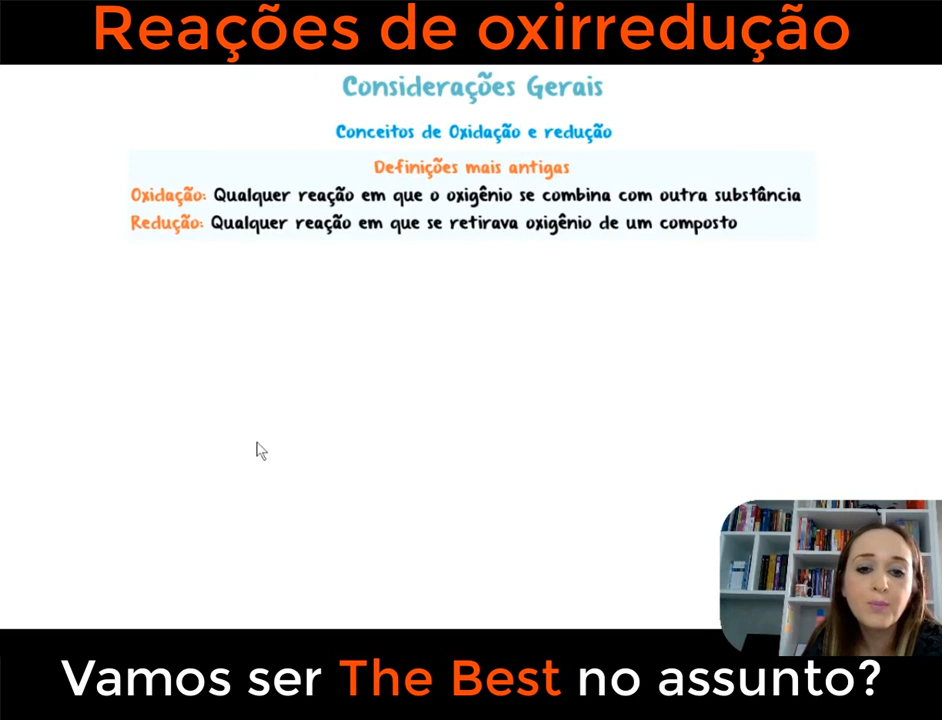 Reações de oxirredução
Considerações Gerais
Conceitos de Oxidação e redução
Definições mais antigas
Oxidação: Qualquer reação em que o oxigênio se combina com outra substância
Redução: Qualquer reação em que se retirava oxigênio de um composto
Vamos ser The Best no assunto?